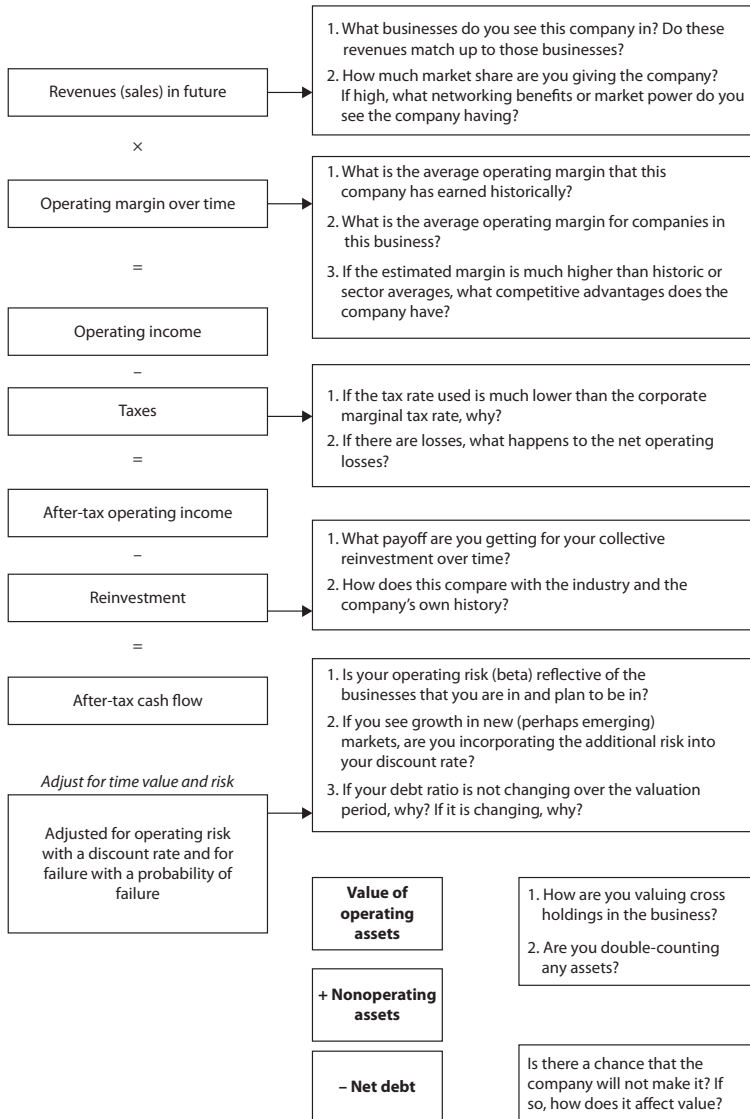 Revenues (sales) in future
1. What businesses do you see this company in? Do these
revenues match up to those businesses?
2. How much market share are you giving the company?
If high, what networking benefits or market power do you
see the company having?
×
Operating margin over time
1. What is the average operating margin that this
company has earned historically?
2. What is the average operating margin for companies in
this business?
3. If the estimated margin is much higher than historic or
sector averages, what competitive advantages does the
company have?
=
Operating income
–
Taxes
1. If the tax rate used is much lower than the corporate
marginal tax rate, why?
2. If there are losses, what happens to the net operating
losses?
=
After-tax operating income
–
Reinvestment
1. What payoff are you getting for your collective
reinvestment over time?
2. How does this compare with the industry and the
company’s own history?
=
After-tax cash flow
Adjust for time value and risk
Adjusted for operating risk
with a discount rate and for
failure with a probability of
failure
1. Is your operating risk (beta) reflective of the
businesses that you are in and plan to be in?
2. If you see growth in new (perhaps emerging)
markets, are you incorporating the additional risk into
your discount rate?
3. If your debt ratio is not changing over the valuation
period, why? If it is changing, why?
Value of
operating
assets
1. How are you valuing cross
holdings in the business?
2. Are you double-counting
any assets?
+ Nonoperating
assets
– Net debt
Is there a chance that the
company will not make it? If
so, how does it affect value?